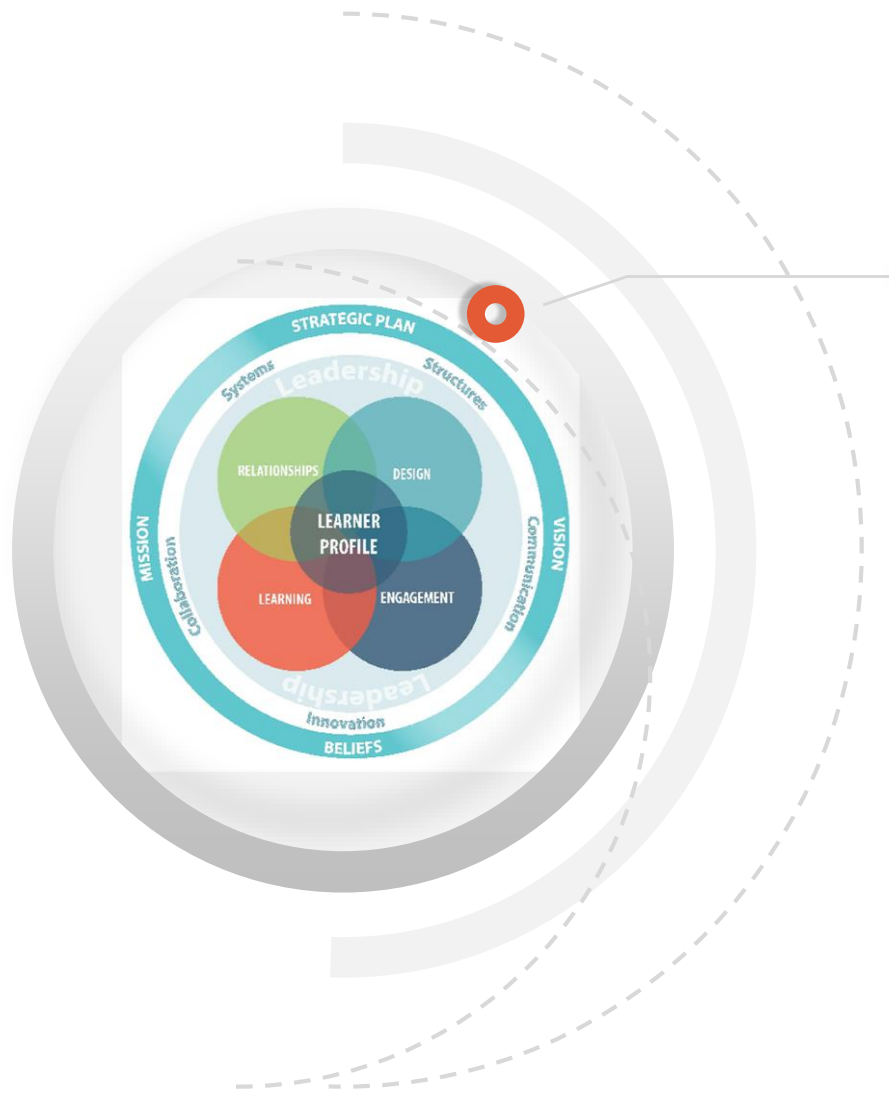 STRATEGIC PLAN
Systems
Structures
Leadership
RELATIONSHIPS
DESIGN
LEARNER
PROFILE
MISSION
VISION
Collaboration
Communication
LEARNING
ENGAGEMENT
Leadership
Innovation
BELIEFS